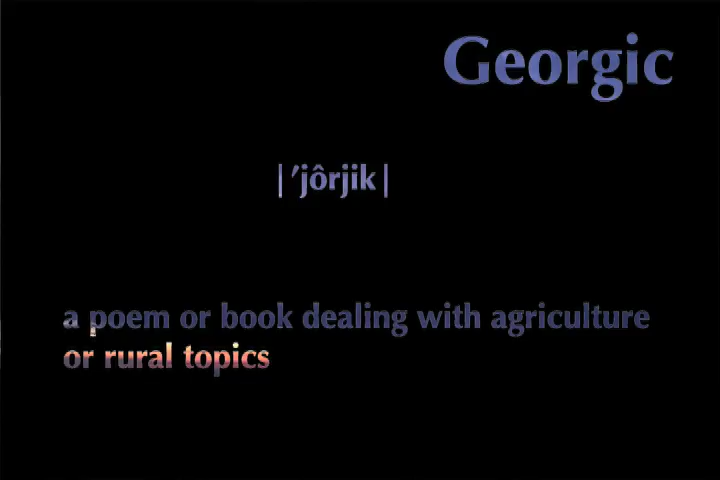 Georgic
|ˈjôrjik|
a poem or book dealing with agriculture
or rural topics